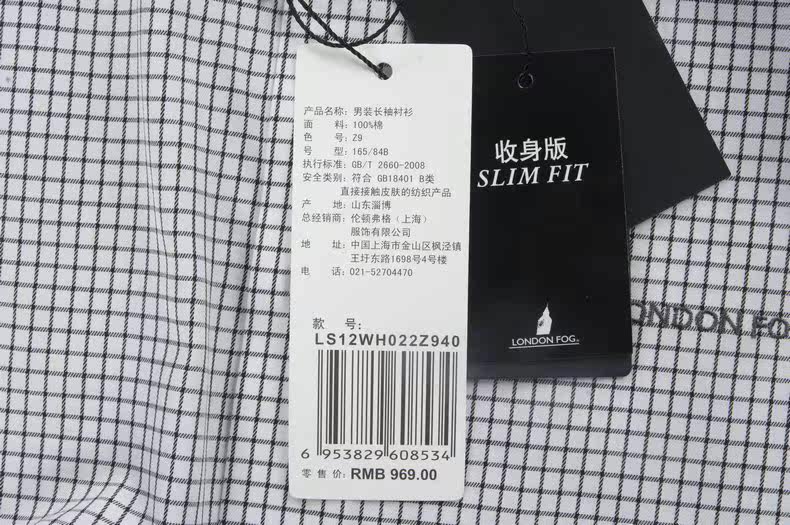 产品名称: 男装长袖衬衫
面 料: 100%棉
色 号: Z9
号 型: 165/84B
执行标准: GB/T 2660-2008
安全类别: 符合 GB18401 B类
直接接触皮肤的纺织产品
产 地: 山东淄博
总经销商: 伦顿弗格（上海）
服饰有限公司
地 址: 中国上海市金山区枫泾镇
王圩东路1698号4号楼
电 话: 021-52704470
款 号:
LS12WH022Z940
6 953829 608534
零售价: RMB 969.00
收身版
SLIM FIT
LONDON FOG
LONDON FO